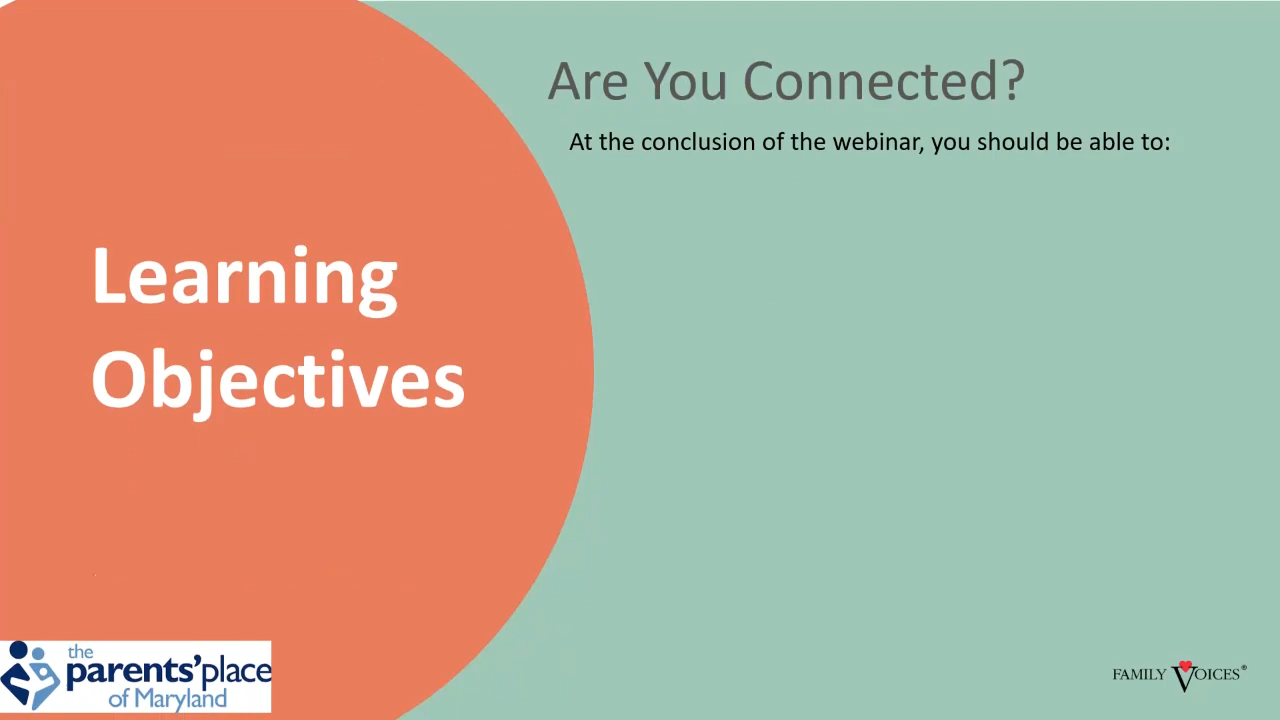 Are You Connected?
At the conclusion of the webinar, you should be able to:
Learning
Objectives
the
parents'place
of Maryland
FAMILY VOICES®